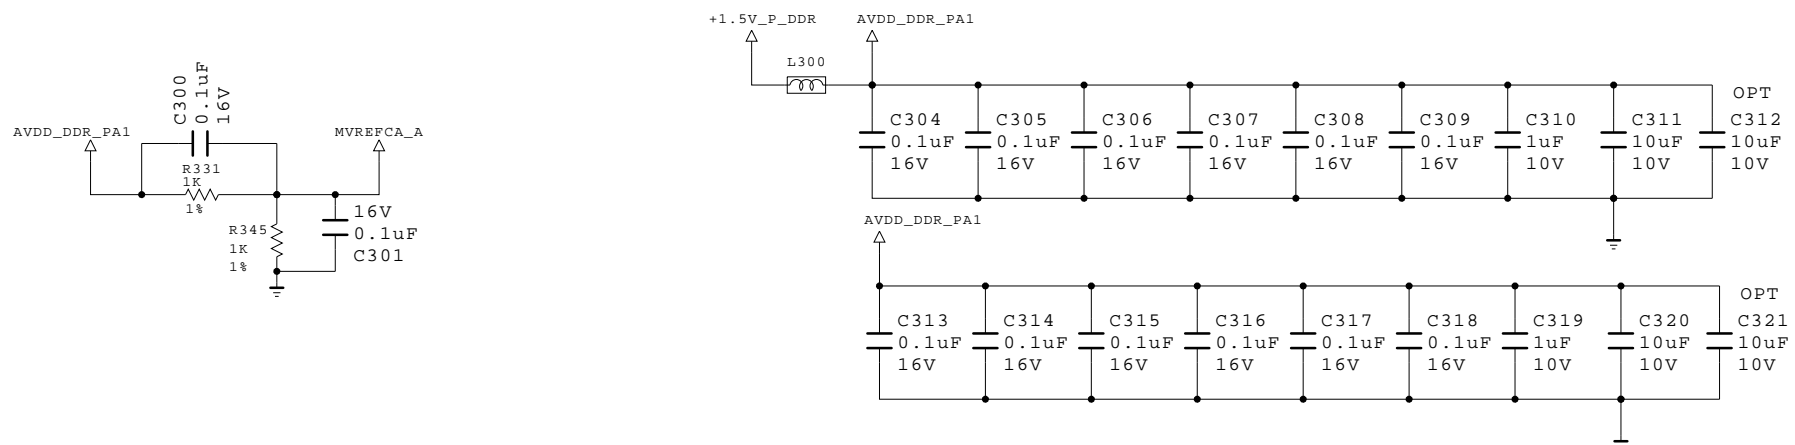 C300
0.1uF
16V
AVDD_DDR_PA1
MVREFCA_A
R331
1K
1%
R345
1K
1%
16V
0.1uF
C301
+1.5V_P_DDR
AVDD_DDR_PA1
L300
OPT
C304
0.1uF
16V
C305
0.1uF
16V
C306
0.1uF
16V
C307
0.1uF
16V
C308
0.1uF
16V
C309
0.1uF
16V
C310
1uF
10V
C311
10uF
10V
C312
10uF
10V
AVDD_DDR_PA1
OPT
C313
0.1uF
16V
C314
0.1uF
16V
C315
0.1uF
16V
C316
0.1uF
16V
C317
0.1uF
16V
C318
0.1uF
16V
C319
1uF
10V
C320
10uF
10V
C321
10uF
10V